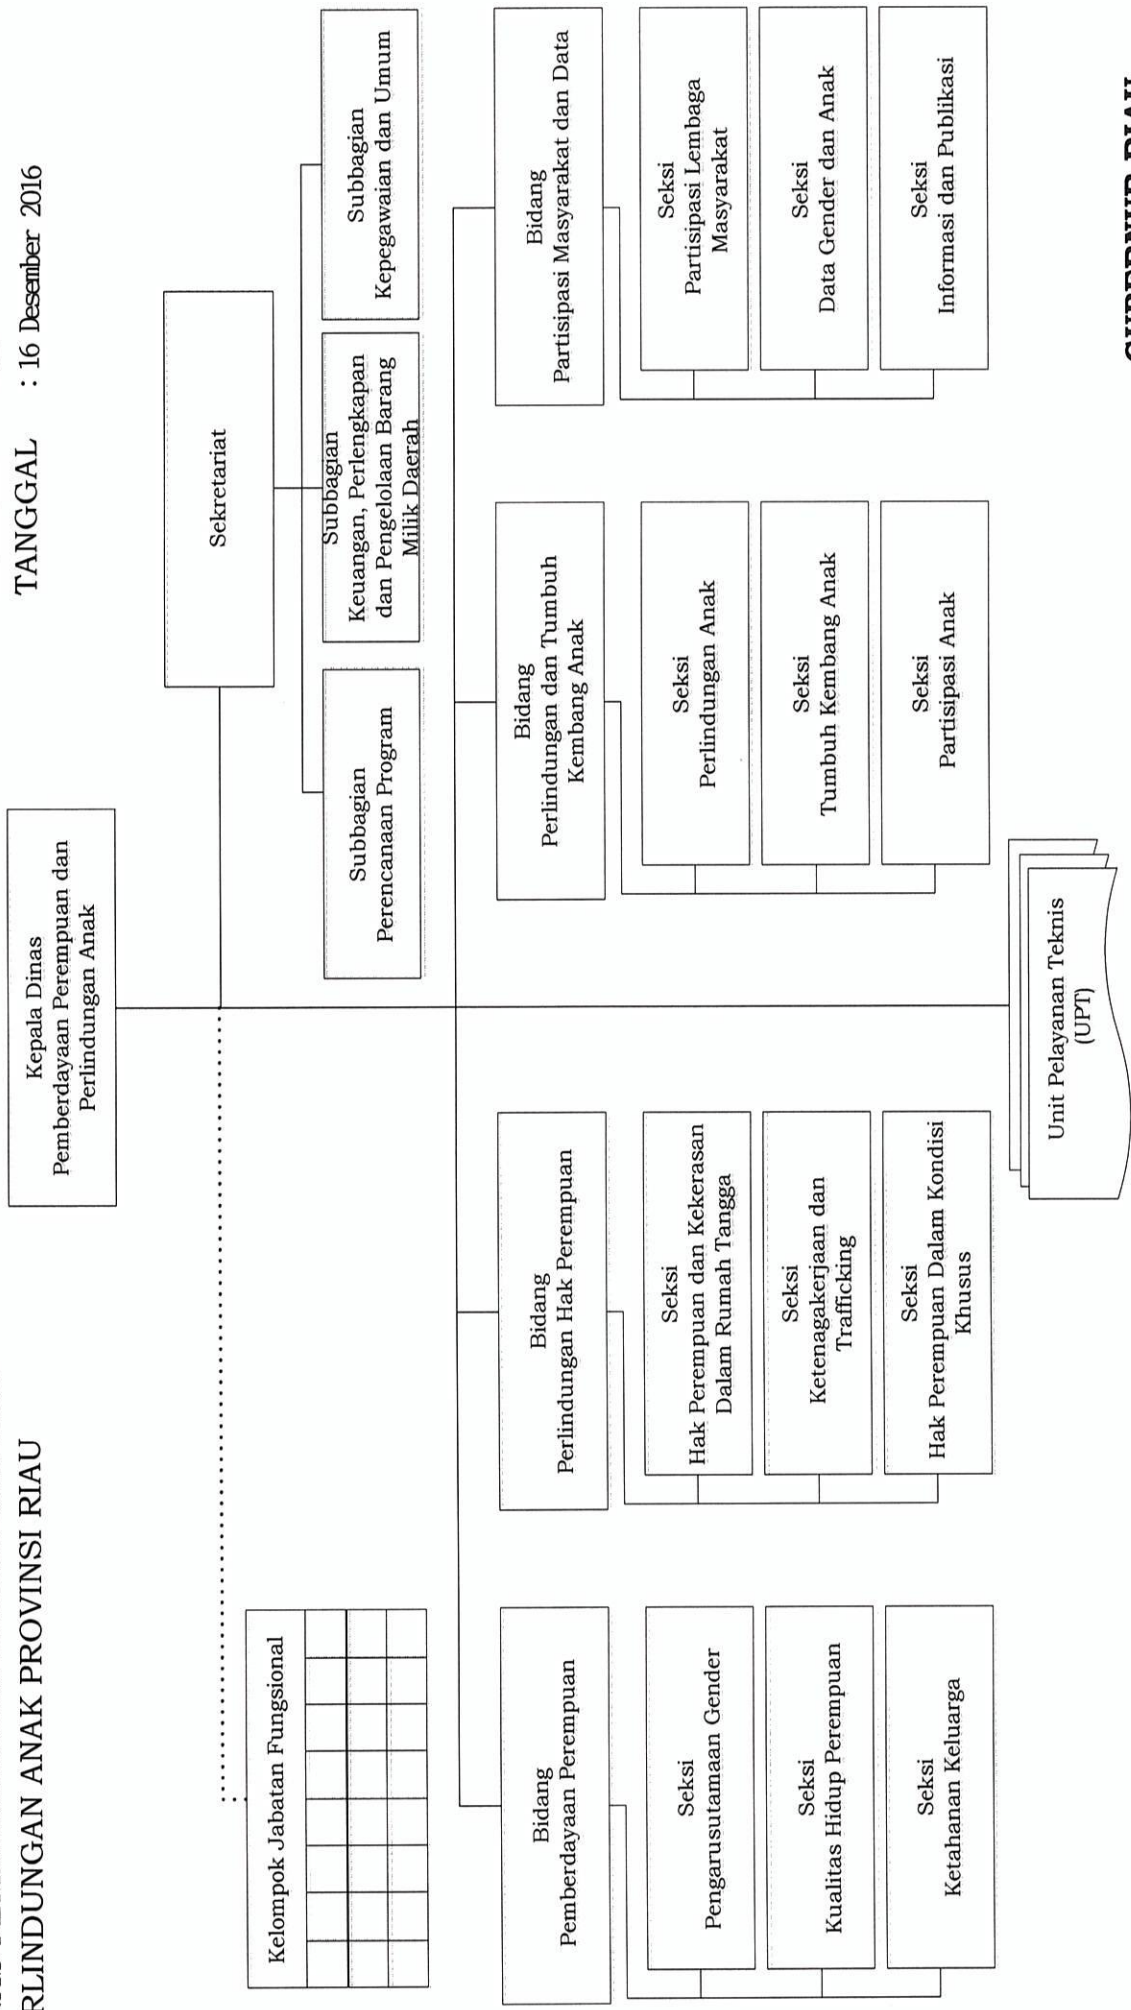 RLINDUNGAN ANAK PROVINSI RIAU
TANGGAL : 16 Desember 2016
Kepala Dinas
Pemberdayaan Perempuan dan
Perlindungan Anak
Sekretariat
Kelompok Jabatan Fungsional
Subbagian
Perencanaan Program
Subbagian
Keuangan, Perlengkapan
dan Pengelolaan Barang
Milik Daerah
Subbagian
Kepegawaian dan Umum
Bidang
Pemberdayaan Perempuan
Seksi
Pengarusutamaan Gender
Seksi
Kualitas Hidup Perempuan
Seksi
Ketahanan Keluarga
Bidang
Perlindungan Hak Perempuan
Seksi
Hak Perempuan dan Kekerasan
Dalam Rumah Tangga
Seksi
Ketenagakerjaan dan
Trafficking
Seksi
Hak Perempuan Dalam Kondisi
Khusus
Bidang
Perlindungan dan Tumbuh
Kembang Anak
Seksi
Perlindungan Anak
Seksi
Tumbuh Kembang Anak
Seksi
Partisipasi Anak
Bidang
Partisipasi Masyarakat dan Data
Seksi
Partisipasi Lembaga
Masyarakat
Seksi
Data Gender dan Anak
Seksi
Informasi dan Publikasi
Unit Pelayanan Teknis
(UPT)
GUBERNUR RIAU